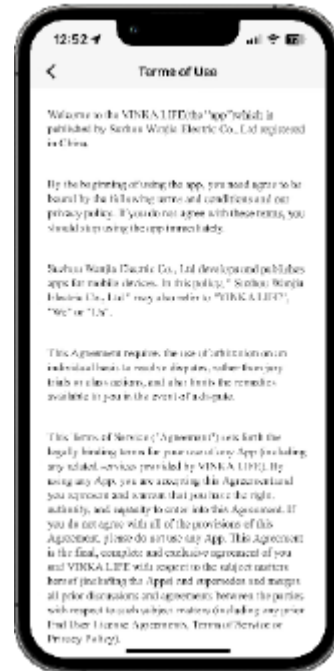 12:52
Terms of Use
Welcome to the VINKA LIFE(the "app")which is
published by Suzhou Wanjia Electric Co., Ltd registered
in China.
By the beginning of using the app, you need agree to be
bound by the following terms and conditions and our
privacy policy. If you do not agree with these terms, you
should stop using the app immediately.
Suzhou Wanjia Electric Co., Ltd develops and publishes
apps for mobile devices. In this policy, " Suzhou Wanjia
Electric Co., Ltd " may also refer to "VINKA LIFE",
"We" or "Us".
This Agreement requires the use of arbitration on an
individual basis to resolve disputes, rather than jury
trials or class actions, and also limits the remedies
available to you in the event of a dispute.
This Terms of Service ("Agreement") sets forth the
legally binding terms for your use of any App (including
any related services provided by VINKA LIFE). By
using any App, you are accepting this Agreement and
you represent and warrant that you have the right,
authority, and capacity to enter into this Agreement. If
you do not agree with all of the provisions of this
Agreement, please do not use any App. This Agreement
is the final, complete and exclusive agreement of you
and VINKA LIFE with respect to the subject matters
hereof (including the Apps) and supersedes and merges
all prior discussions and agreements between the parties
with respect to such subject matters (including any prior
End User License Agreements, Terms of Service or
Privacy Policy).